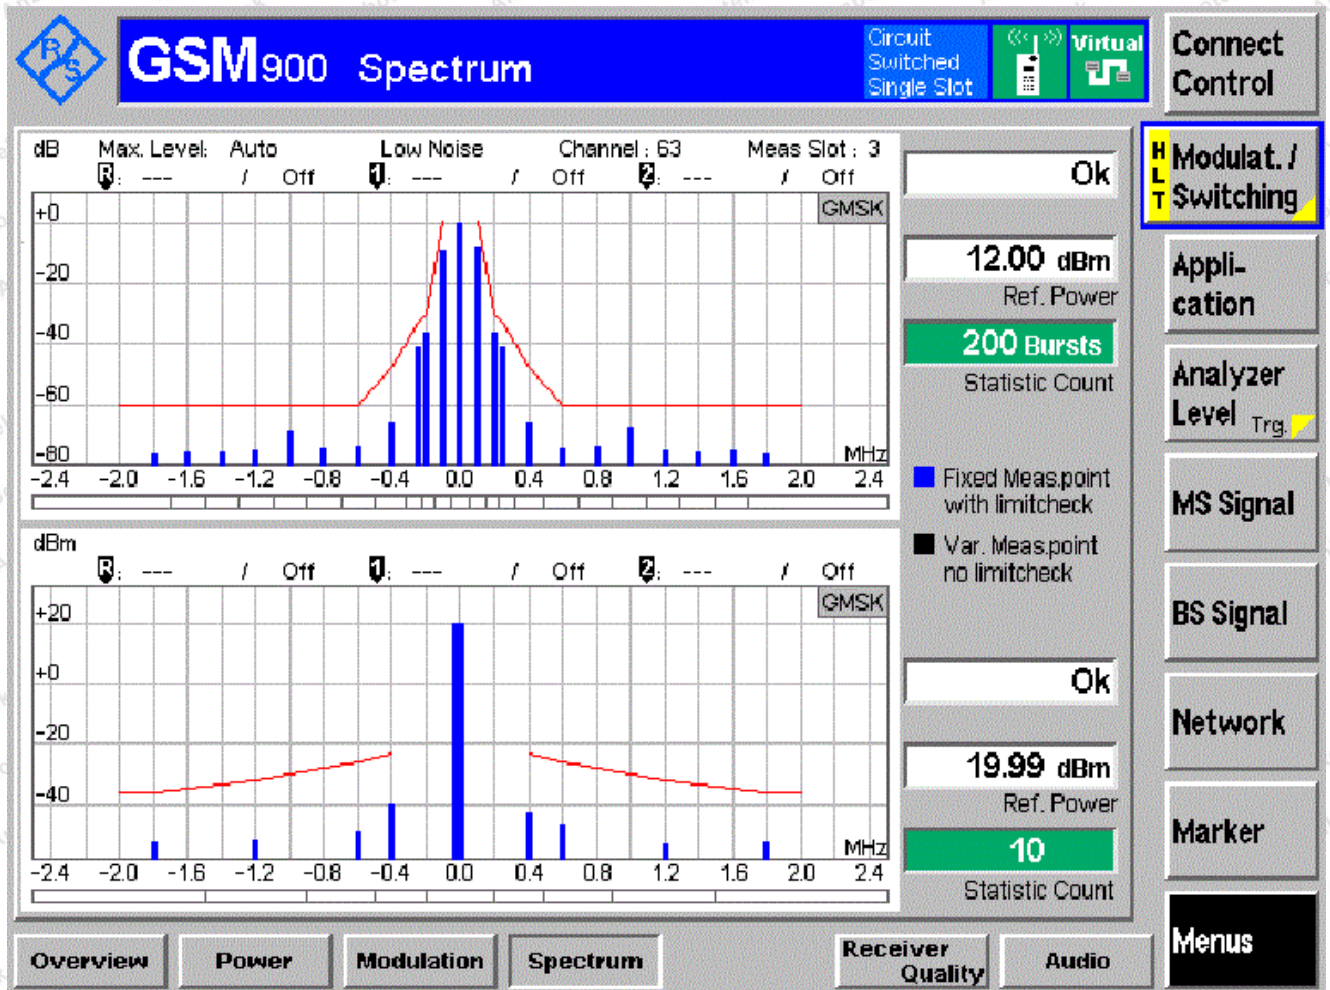 R&S
GSM900 Spectrum
Circuit
Switched
Single Slot
Virtual
Connect
Control
dB Max. Level: Auto Low Noise Channel : 63 Meas Slot : 3
R: --- / Off 1: --- / Off 2: --- / Off
GMSK
+0
-20
-40
-60
-80
MHz
-2.4 -2.0 -1.6 -1.2 -0.8 -0.4 0.0 0.4 0.8 1.2 1.6 2.0 2.4
Ok
12.00 dBm
Ref. Power
200 Bursts
Statistic Count
Fixed Meas.point
with limitcheck
Var. Meas.point
no limitcheck
dBm
R: --- / Off 1: --- / Off 2: --- / Off
GMSK
+20
+0
-20
-40
MHz
-2.4 -2.0 -1.6 -1.2 -0.8 -0.4 0.0 0.4 0.8 1.2 1.6 2.0 2.4
Ok
19.99 dBm
Ref. Power
10
Statistic Count
HLT
Modulat. /
Switching
Appli-
cation
Analyzer
Level Trg.
MS Signal
BS Signal
Network
Marker
Menus
Overview Power Modulation Spectrum Receiver
Quality Audio